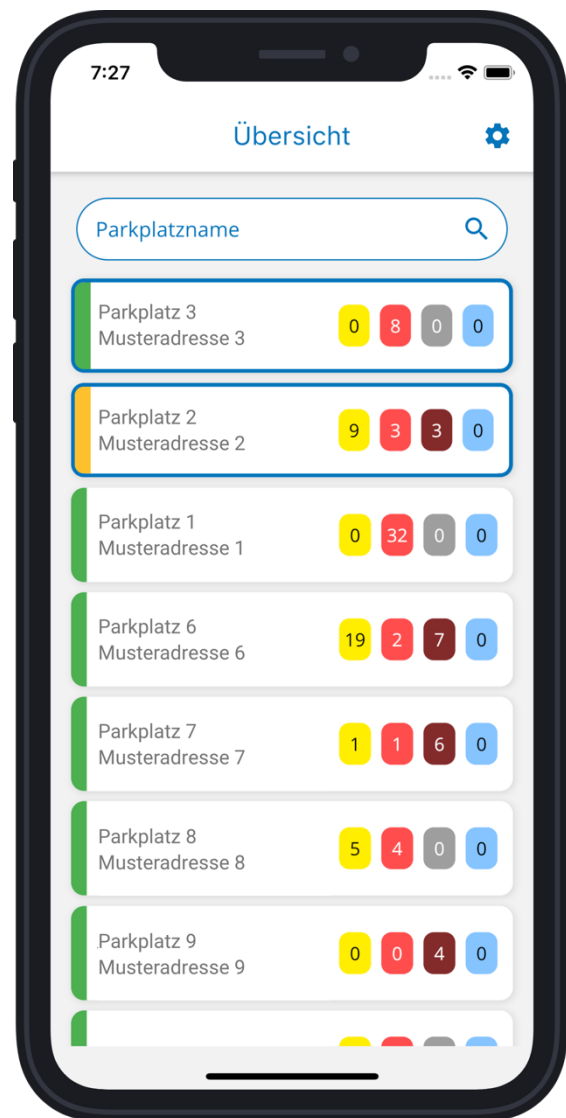 7:27
Übersicht
Parkplatzname
Parkplatz 3
Musteradresse 3
0 8 0 0
Parkplatz 2
Musteradresse 2
9 3 3 0
Parkplatz 1
Musteradresse 1
0 32 0 0
Parkplatz 6
Musteradresse 6
19 2 7 0
Parkplatz 7
Musteradresse 7
1 1 6 0
Parkplatz 8
Musteradresse 8
5 4 0 0
Parkplatz 9
Musteradresse 9
0 0 4 0